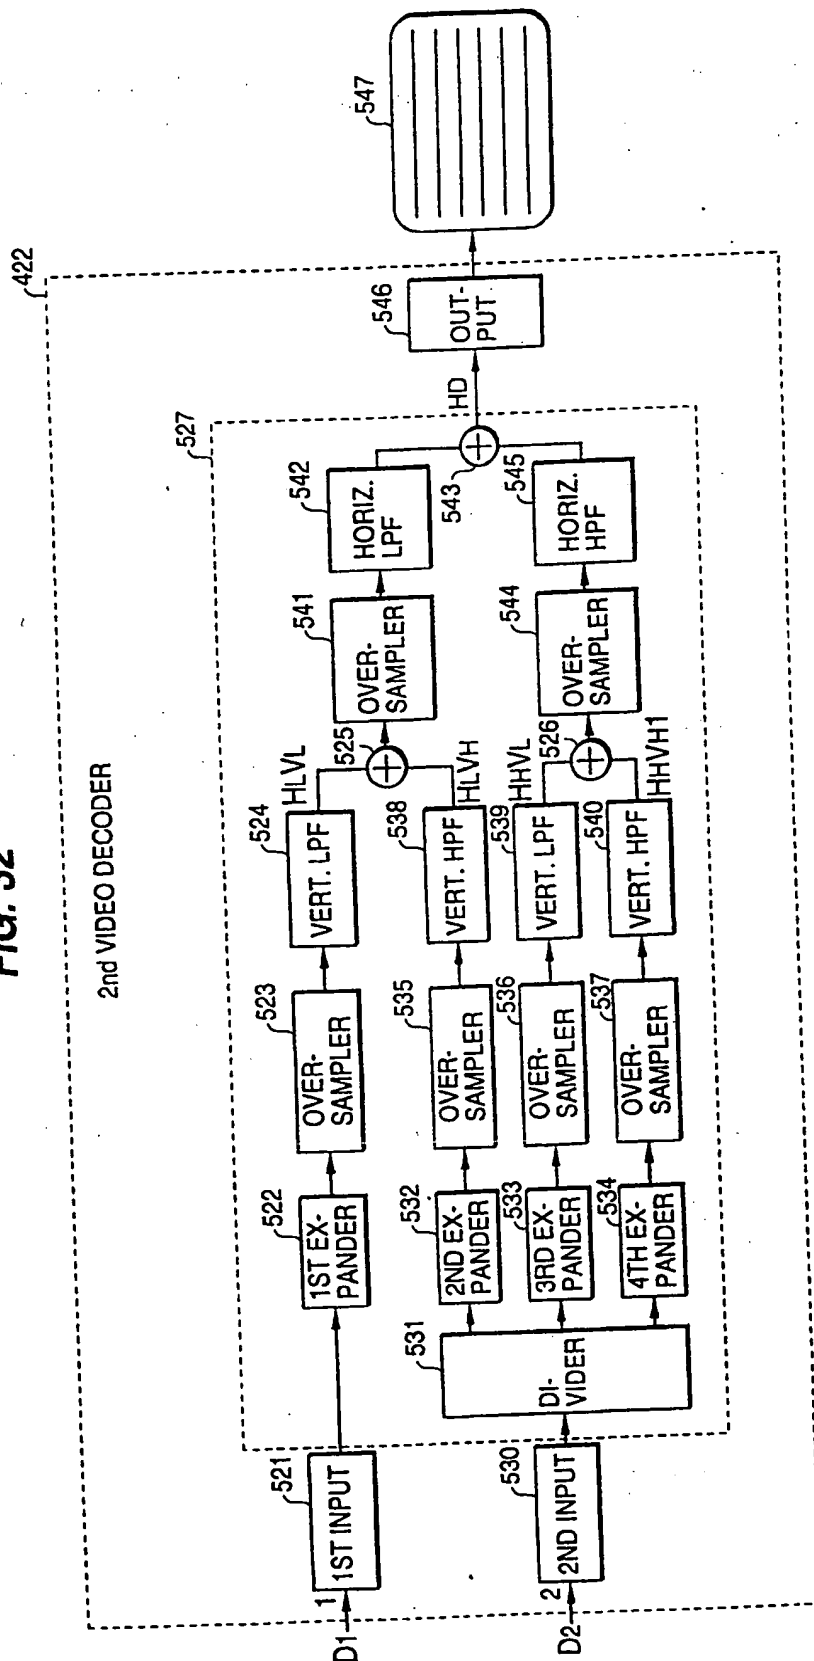 FIG. 52
2nd VIDEO DECODER
422
527
D1
1
1ST INPUT
521
1ST EX-
PANDER
522
OVER-
SAMPLER
523
VERT. LPF
524
HLVL
525
OVER-
SAMPLER
541
HORIZ.
LPF
542
543
HD
OUT-
PUT
546
547
D2
2
2ND INPUT
530
DI-
VIDER
531
2ND EX-
PANDER
532
OVER-
SAMPLER
535
VERT. HPF
538
HLVH
3RD EX-
PANDER
533
OVER-
SAMPLER
536
VERT. LPF
539
HHVL
526
OVER-
SAMPLER
544
HORIZ.
HPF
545
4TH EX-
PANDER
534
OVER-
SAMPLER
537
VERT. HPF
540
HHVH1